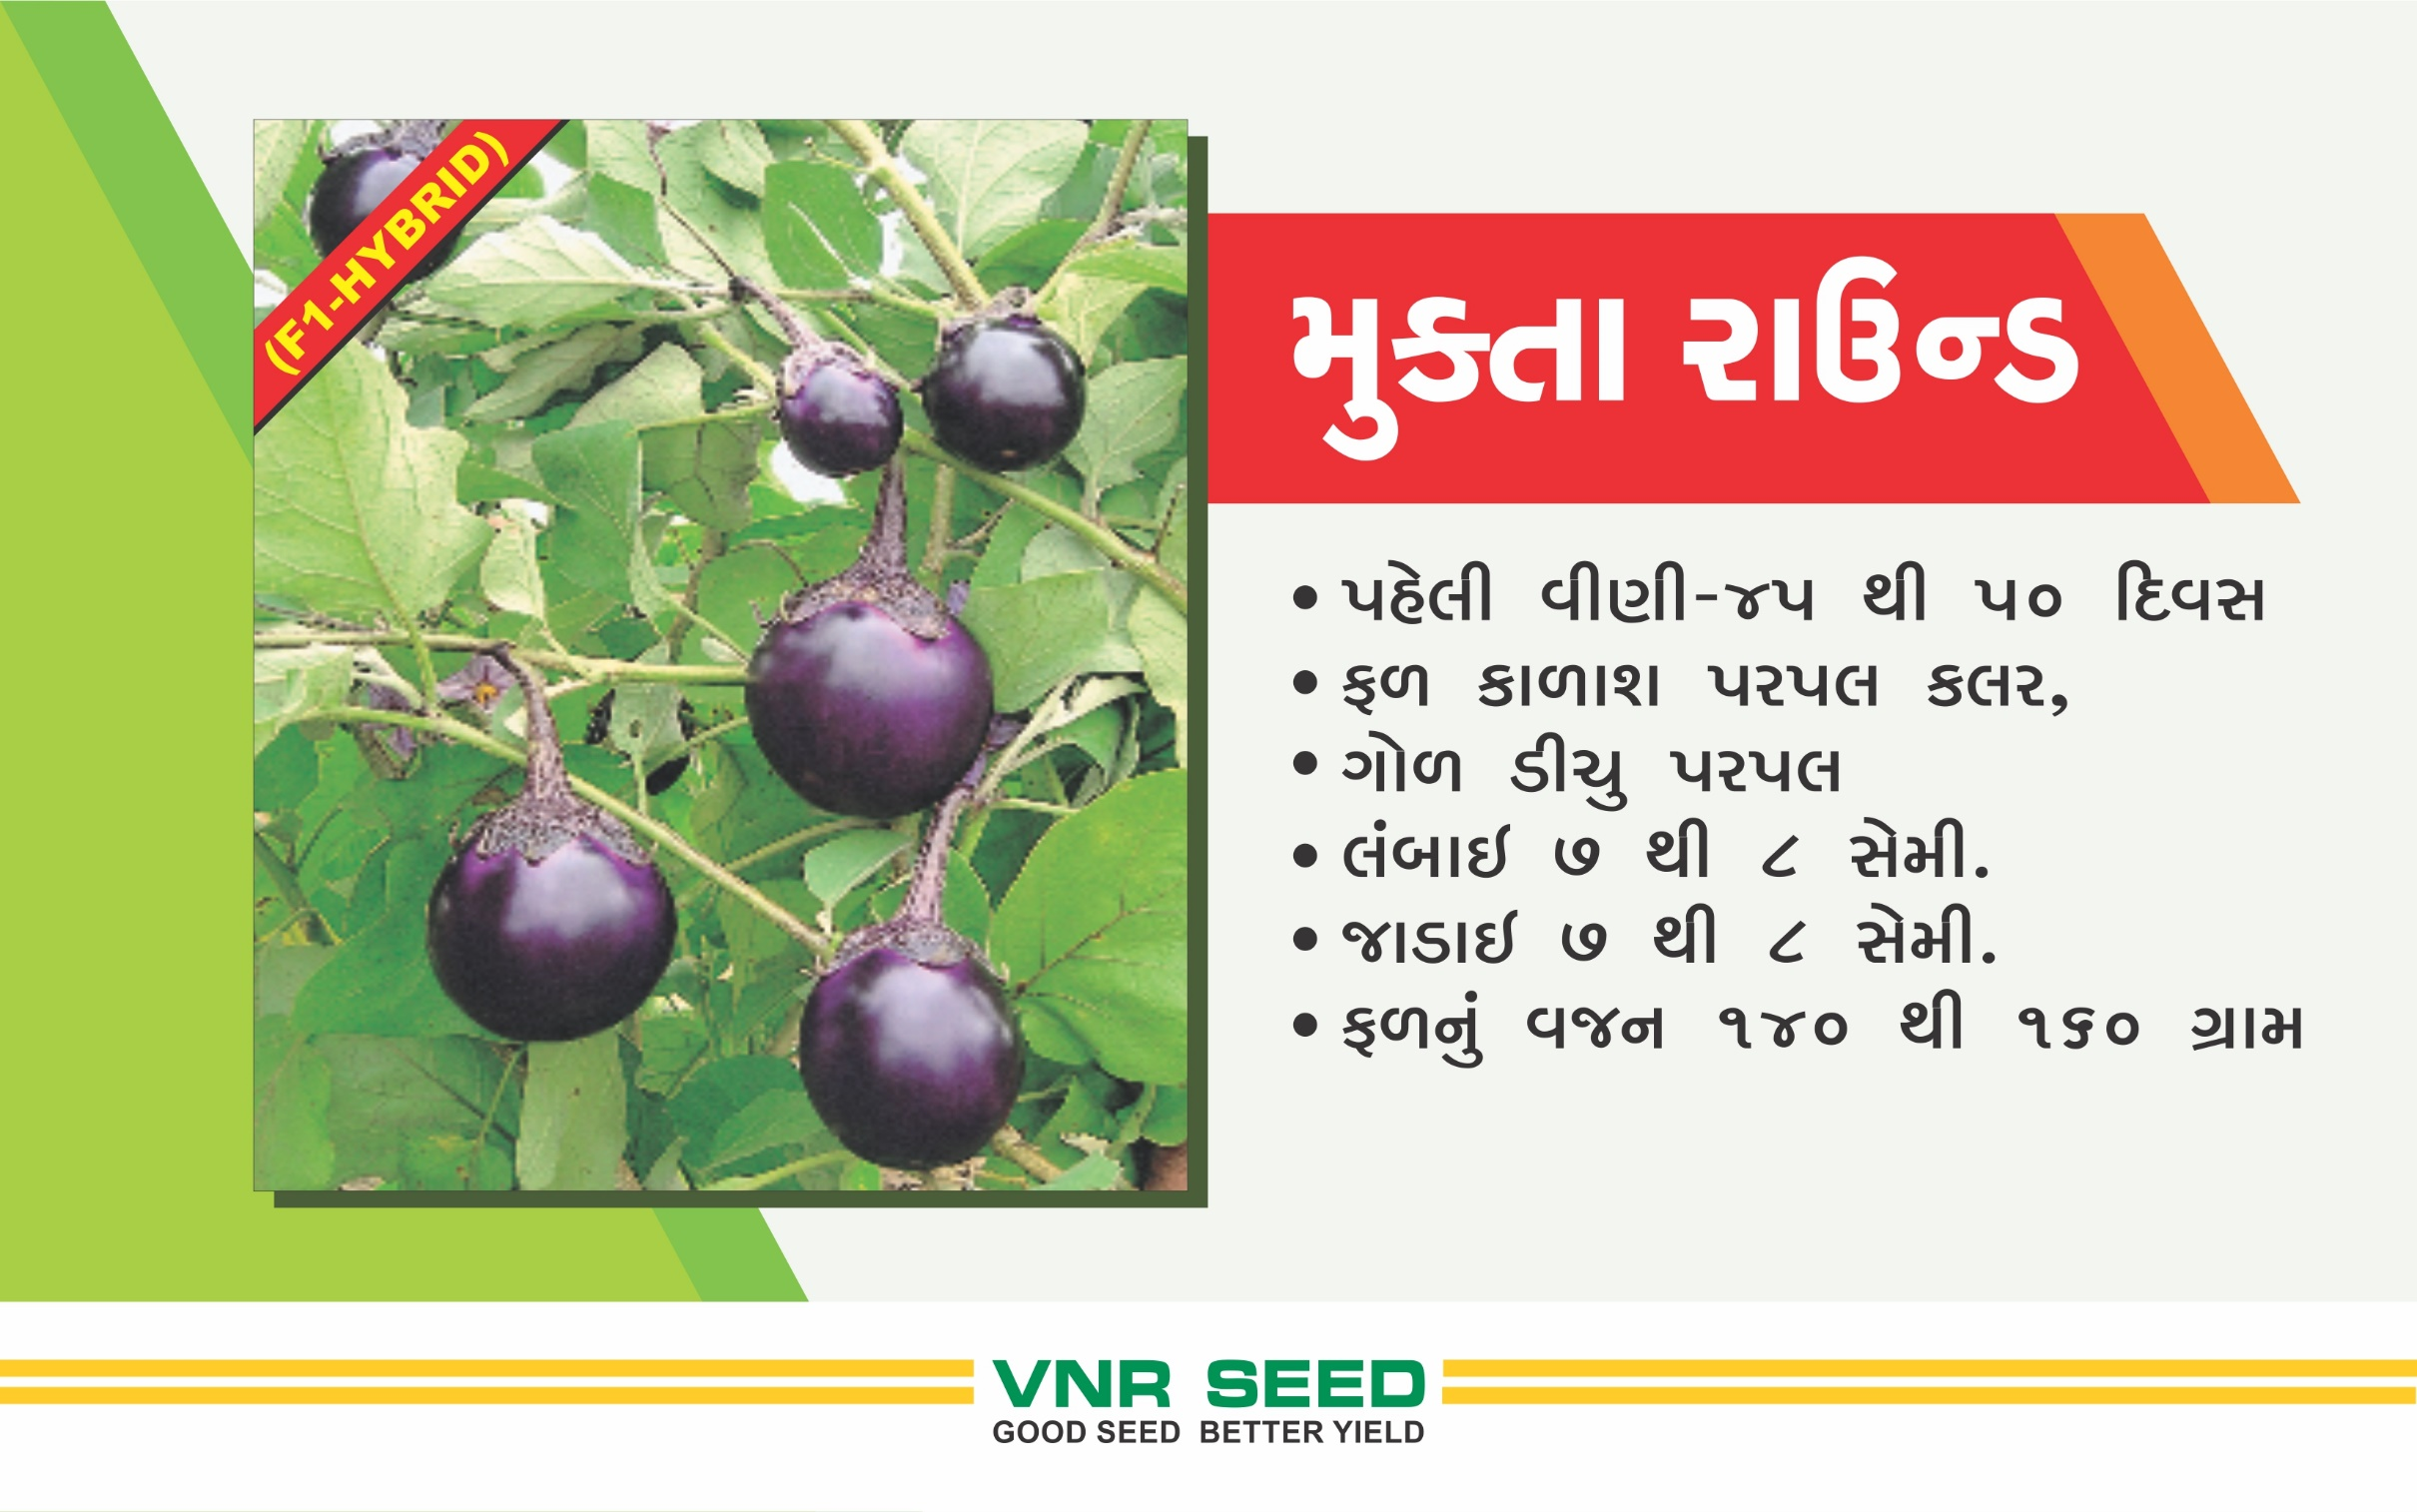 (F1-HYBRID)
મુક્તા રાઉન્ડ
• પહેલી વીણી-૪૫ થી ૫૦ દિવસ
• ફળ કાળાશ પરપલ કલર,
• ગોળ ડીચુ પરપલ
• લંબાઇ ૭ થી ૮ સેમી.
• જાડાઇ ૭ થી ૮ સેમી.
• ફળનું વજન ૧૪૦ થી ૧૬૦ ગ્રામ
VNR SEED
GOOD SEED BETTER YIELD